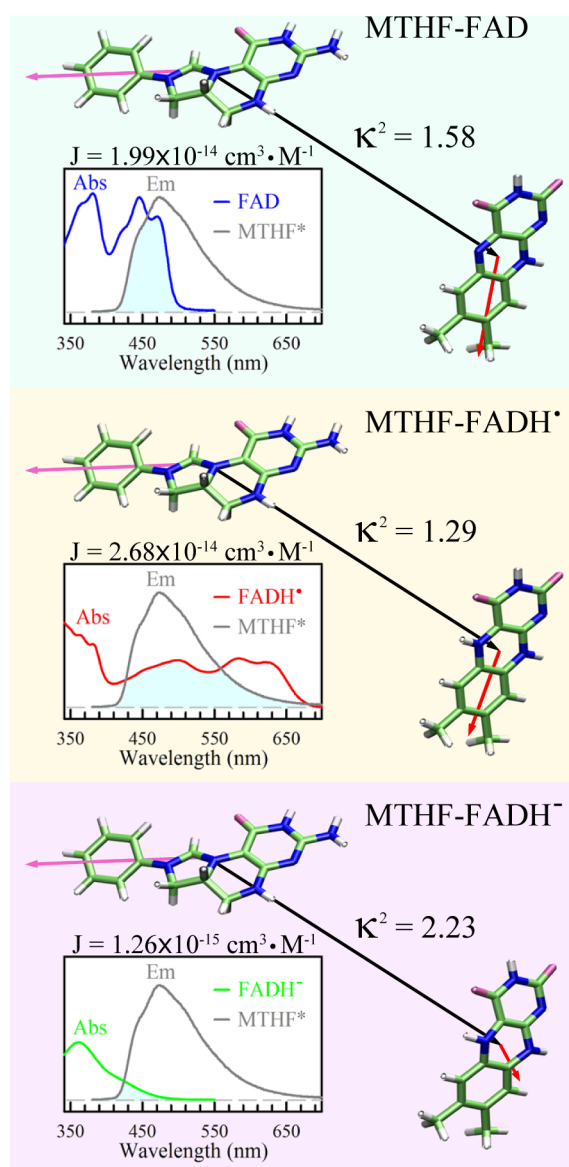 MTHF-FAD
κ² = 1.58
J = 1.99×10⁻¹⁴ cm³•M⁻¹
Abs
Em
FAD
MTHF*
350 450 550 650
Wavelength (nm)
MTHF-FADH•
κ² = 1.29
J = 2.68×10⁻¹⁴ cm³•M⁻¹
Em
Abs
FADH•
MTHF*
350 450 550 650
Wavelength (nm)
MTHF-FADH⁻
κ² = 2.23
J = 1.26×10⁻¹⁵ cm³•M⁻¹
Em
Abs
FADH⁻
MTHF*
350 450 550 650
Wavelength (nm)